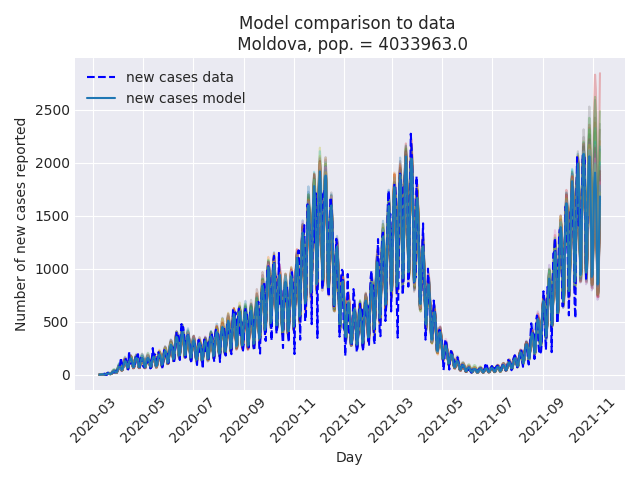 Model comparison to data
Moldova, pop. = 4033963.0
new cases data
new cases model
Number of new cases reported
2500
2000
1500
1000
500
0
2020-03
2020-05
2020-07
2020-09
2020-11
2021-01
2021-03
2021-05
2021-07
2021-09
2021-11
Day